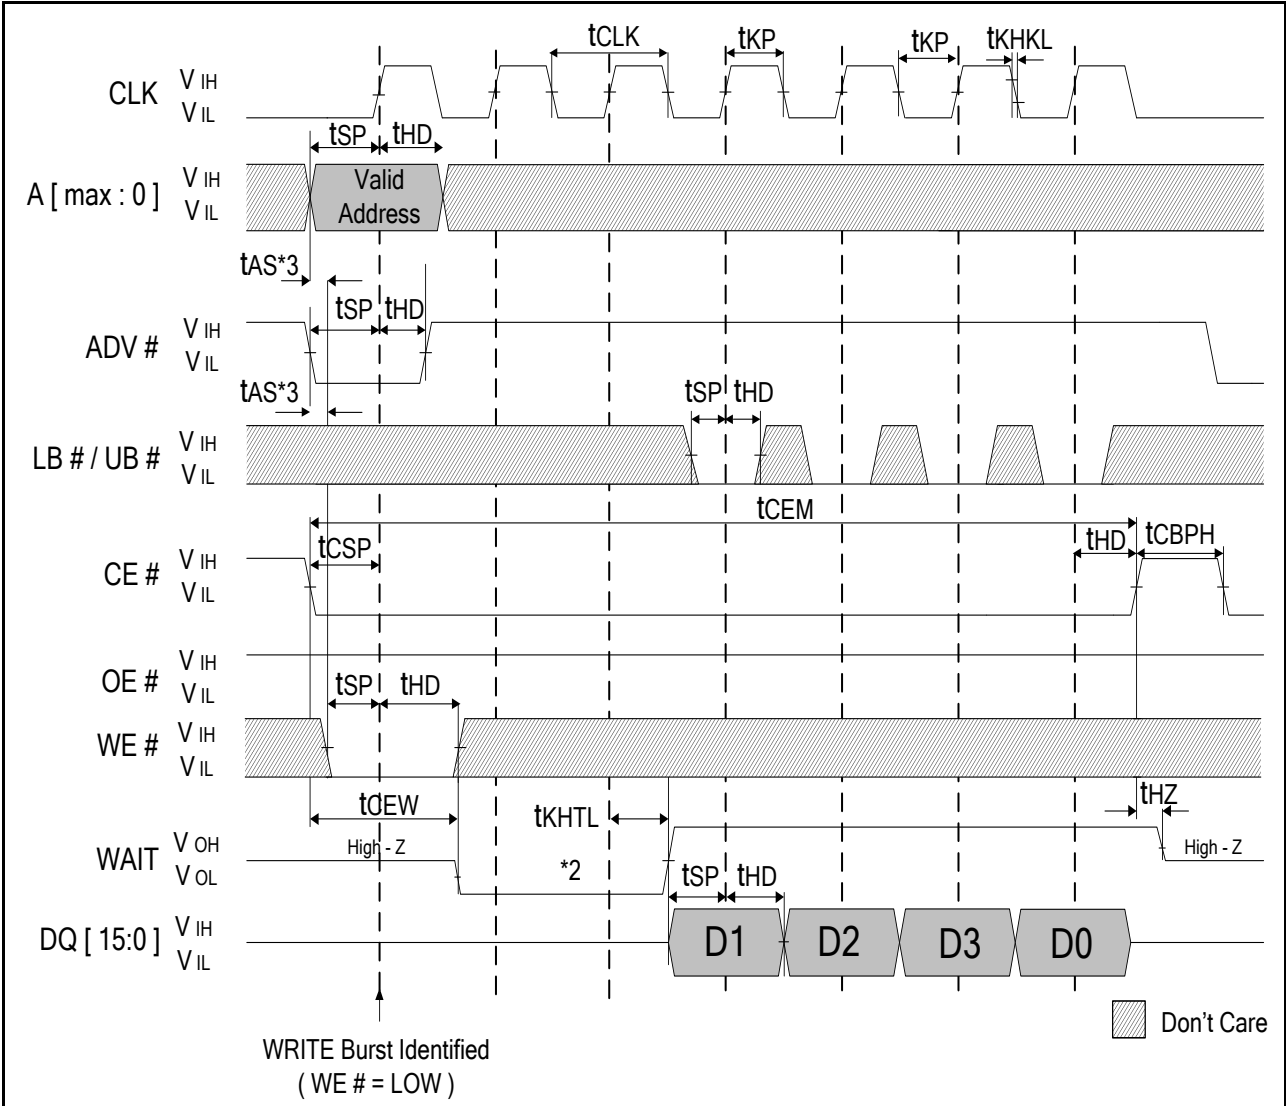 tCLK tKP tKP tKHKL
CLK V IH
V IL
tSP tHD
A [ max : 0 ] V IH
V IL
Valid
Address
tAS*3
tSP tHD
ADV # V IH
V IL
tAS*3
tSP tHD
LB # / UB # V IH
V IL
tCEM
tCSP tHD tCBPH
CE # V IH
V IL
OE # V IH
V IL
tSP tHD
WE # V IH
V IL
tCEW tKHTL tHZ
WAIT V OH
V OL
High - Z *2 High - Z
tSP tHD
DQ [ 15:0 ] V IH
V IL
D1 D2 D3 D0
Don't Care
WRITE Burst Identified
( WE # = LOW )